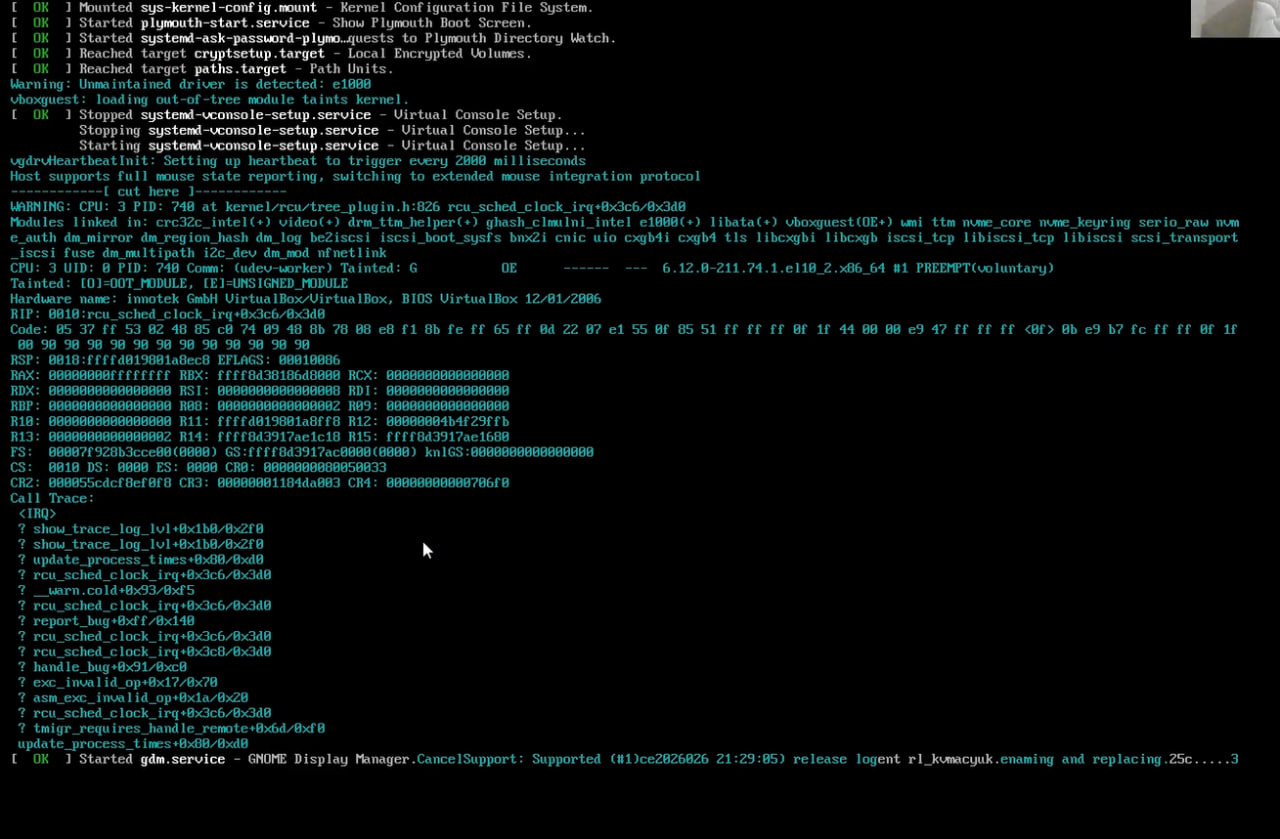 [  OK  ] Mounted sys-kernel-config.mount - Kernel Configuration File System.
[  OK  ] Started plymouth-start.service - Show Plymouth Boot Screen.
[  OK  ] Started systemd-ask-password-plymo…quests to Plymouth Directory Watch.
[  OK  ] Reached target cryptsetup.target - Local Encrypted Volumes.
[  OK  ] Reached target paths.target - Path Units.
Warning: Unmaintained driver is detected: e1000
vboxguest: loading out-of-tree module taints kernel.
[  OK  ] Stopped systemd-vconsole-setup.service - Virtual Console Setup.
Stopping systemd-vconsole-setup.service - Virtual Console Setup...
Starting systemd-vconsole-setup.service - Virtual Console Setup...
vgdrvHeartbeatInit: Setting up heartbeat to trigger every 2000 milliseconds
Host supports full mouse state reporting, switching to extended mouse integration protocol
------------[ cut here ]------------
WARNING: CPU: 3 PID: 740 at kernel/rcu/tree_plugin.h:826 rcu_sched_clock_irq+0x3c6/0x3d0
Modules linked in: crc32c_intel(+) video(+) drm_ttm_helper(+) ghash_clmulni_intel e1000(+) libata(+) vboxguest(OE+) wmi ttm nvme_core nvme_keyring serio_raw nvm
e_auth dm_mirror dm_region_hash dm_log be2iscsi iscsi_boot_sysfs bnx2i cnic uio cxgb4i cxgb4 tls libcxgbi libcxgb iscsi_tcp libiscsi_tcp libiscsi scsi_transport
_iscsi fuse dm_multipath i2c_dev dm_mod nfnetlink
CPU: 3 UID: 0 PID: 740 Comm: (udev-worker) Tainted: G           OE      ------  ---  6.12.0-211.74.1.el10_2.x86_64 #1 PREEMPT(voluntary)
Tainted: [O]=OOT_MODULE, [E]=UNSIGNED_MODULE
Hardware name: innotek GmbH VirtualBox/VirtualBox, BIOS VirtualBox 12/01/2006
RIP: 0010:rcu_sched_clock_irq+0x3c6/0x3d0
Code: 05 37 ff 53 02 48 85 c0 74 09 48 8b 78 08 e8 f1 8b fe ff 65 ff 0d 22 07 e1 55 0f 85 51 ff ff ff 0f 1f 44 00 00 e9 47 ff ff ff <0f> 0b e9 b7 fc ff ff 0f 1f
00 90 90 90 90 90 90 90 90 90 90 90 90
RSP: 0018:ffffd019801a8ec8 EFLAGS: 00010086
RAX: 00000000ffffffff RBX: ffff8d38186d8000 RCX: 0000000000000000
RDX: 0000000000000000 RSI: 0000000000000008 RDI: 0000000000000000
RBP: 0000000000000000 R08: 0000000000000002 R09: 0000000000000000
R10: 0000000000000000 R11: ffffd019801a8ff8 R12: 00000004b4f29ffb
R13: 0000000000000002 R14: ffff8d3917ae1c18 R15: ffff8d3917ae1680
FS:  00007f928b3cce00(0000) GS:ffff8d3917ac0000(0000) knlGS:0000000000000000
CS:  0010 DS: 0000 ES: 0000 CR0: 0000000080050033
CR2: 000055cdcf8ef0f8 CR3: 00000001184da003 CR4: 00000000000706f0
Call Trace:
<IRQ>
? show_trace_log_lvl+0x1b0/0x2f0
? show_trace_log_lvl+0x1b0/0x2f0
? update_process_times+0x80/0xd0
? rcu_sched_clock_irq+0x3c6/0x3d0
? __warn.cold+0x93/0xf5
? rcu_sched_clock_irq+0x3c6/0x3d0
? report_bug+0xff/0x140
? rcu_sched_clock_irq+0x3c6/0x3d0
? rcu_sched_clock_irq+0x3c8/0x3d0
? handle_bug+0x91/0xc0
? exc_invalid_op+0x17/0x70
? asm_exc_invalid_op+0x1a/0x20
? rcu_sched_clock_irq+0x3c6/0x3d0
? tmigr_requires_handle_remote+0x6d/0xf0
update_process_times+0x80/0xd0
[  OK  ] Started gdm.service - GNOME Display Manager.CancelSupport: Supported (#1)ce2026026 21:29:05) release logent rl_kvmacyuk.enaming and replacing.25c.....3